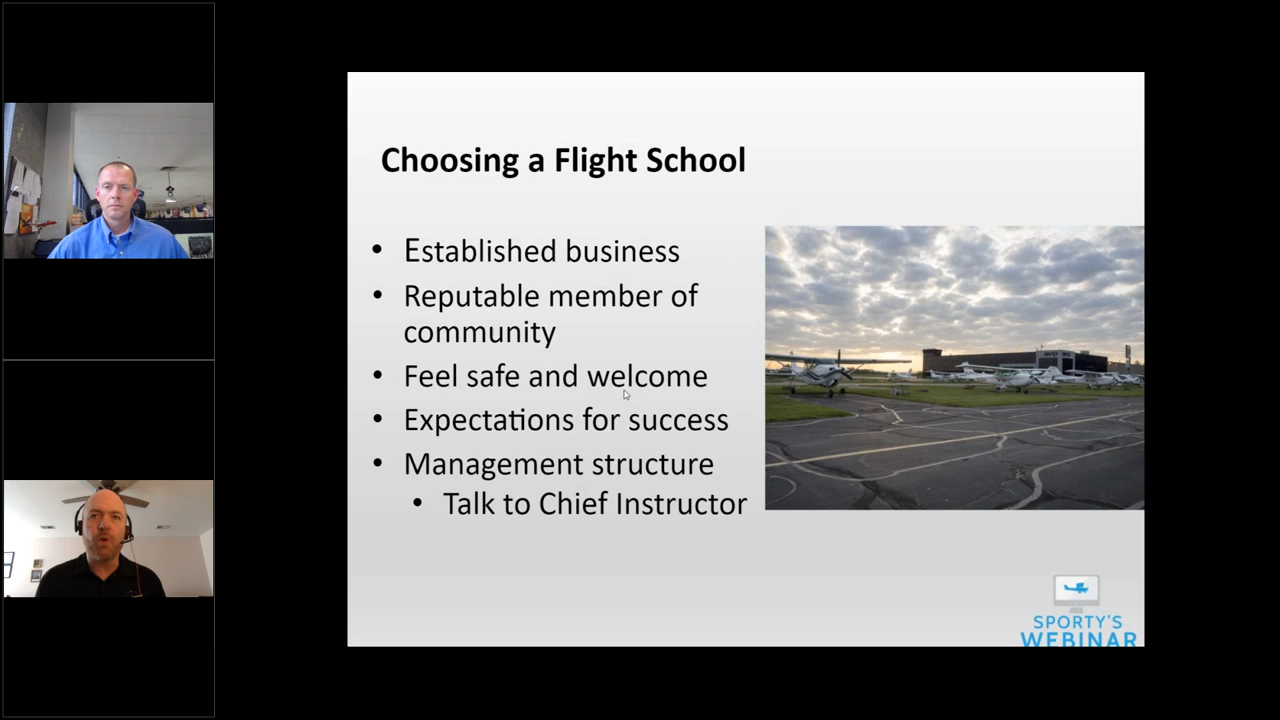 Choosing a Flight School
• Established business
• Reputable member of
community
• Feel safe and welcome
• Expectations for success
• Management structure
• Talk to Chief Instructor
SPORTY'S
WEBINAR